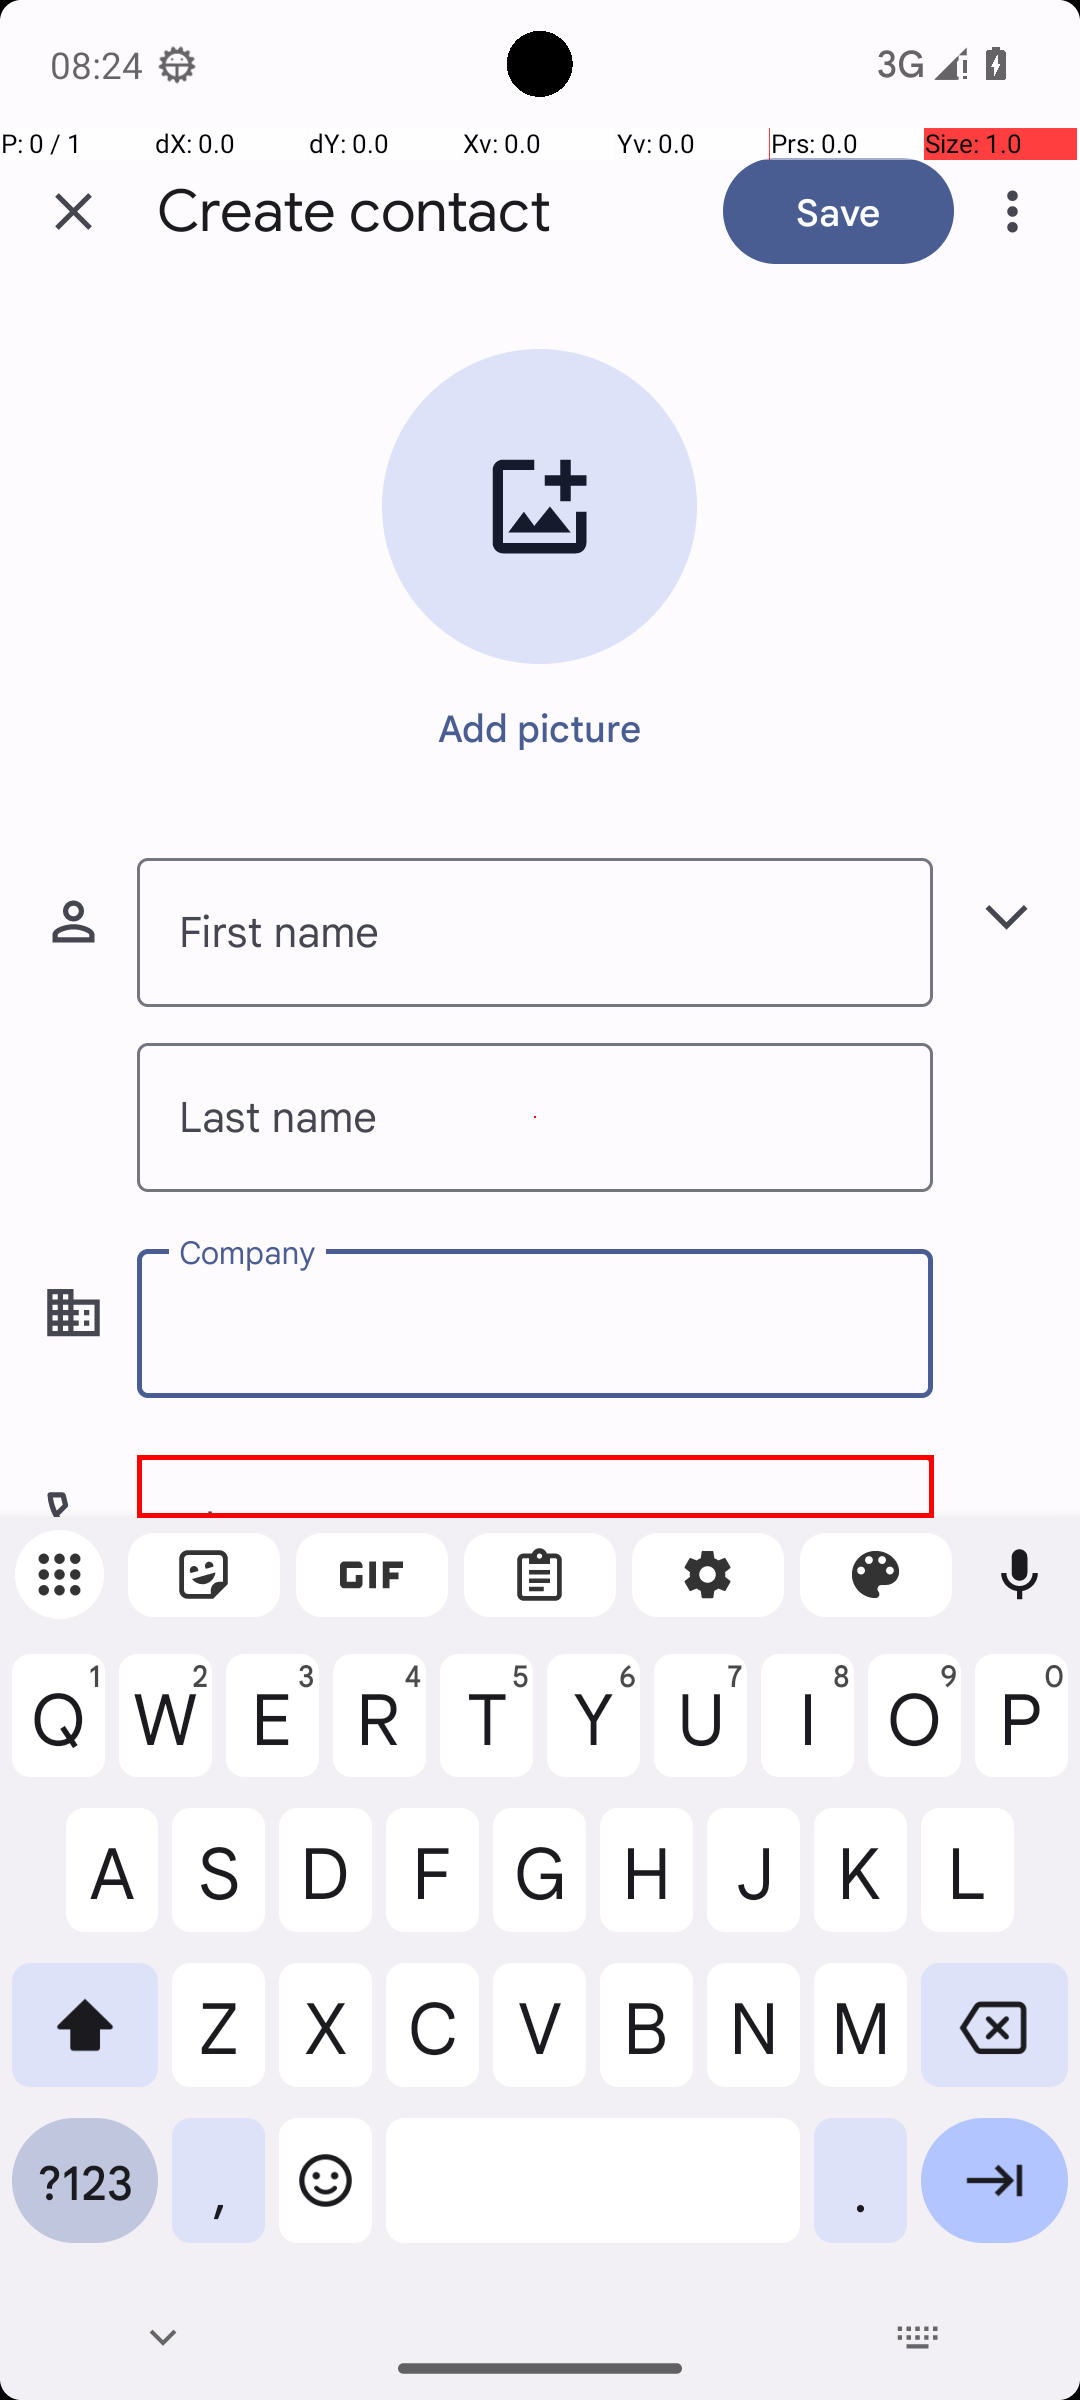 08:24
3G
P: 0 / 1 dX: 0.0 dY: 0.0 Xv: 0.0 Yv: 0.0 Prs: 0.0 Size: 1.0
Create contact
Save
Add picture
First name
Last name
Company
GIF
Q 1 W 2 E 3 R 4 T 5 Y 6 U 7 I 8 O 9 P 0
A S D F G H J K L
Z X C V B N M
?123 , .